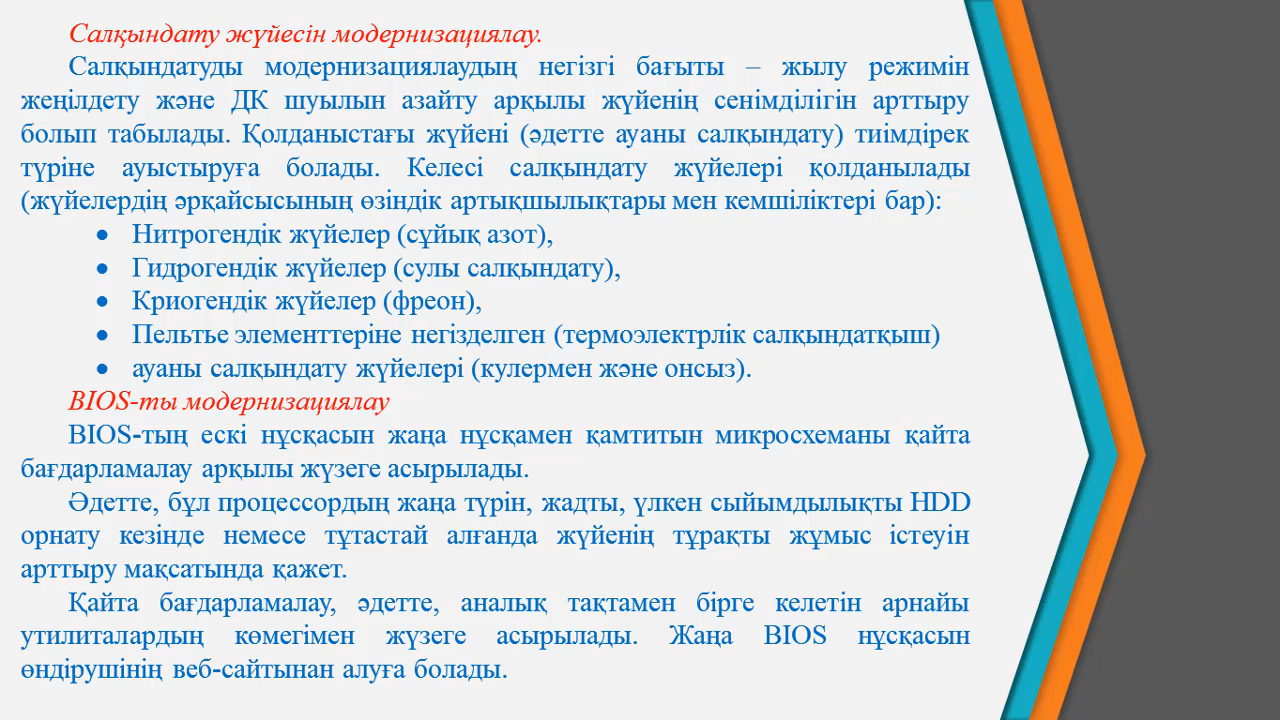 Салқындату жүйесін модернизациялау.
Салқындатуды модернизациялаудың негізгі бағыты – жылу режимін
жеңілдету және ДК шуылын азайту арқылы жүйенің сенімділігін арттыру
болып табылады. Қолданыстағы жүйені (әдетте ауаны салқындату) тиімдірек
түріне ауыстыруға болады. Келесі салқындату жүйелері қолданылады
(жүйелердің әрқайсысының өзіндік артықшылықтары мен кемшіліктері бар):
• Нитрогендік жүйелер (сұйық азот),
• Гидрогендік жүйелер (сулы салқындату),
• Криогендік жүйелер (фреон),
• Пельтье элементтеріне негізделген (термоэлектрлік салқындатқыш)
• ауаны салқындату жүйелері (кулермен және онсыз).
BIOS-ты модернизациялау
BIOS-тың ескі нұсқасын жаңа нұсқамен қамтитын микросхеманы қайта
бағдарламалау арқылы жүзеге асырылады.
Әдетте, бұл процессордың жаңа түрін, жадты, үлкен сыйымдылықты HDD
орнату кезінде немесе тұтастай алғанда жүйенің тұрақты жұмыс істеуін
арттыру мақсатында қажет.
Қайта бағдарламалау, әдетте, аналық тақтамен бірге келетін арнайы
утилиталардың көмегімен жүзеге асырылады. Жаңа BIOS нұсқасын
өндірушінің веб-сайтынан алуға болады.